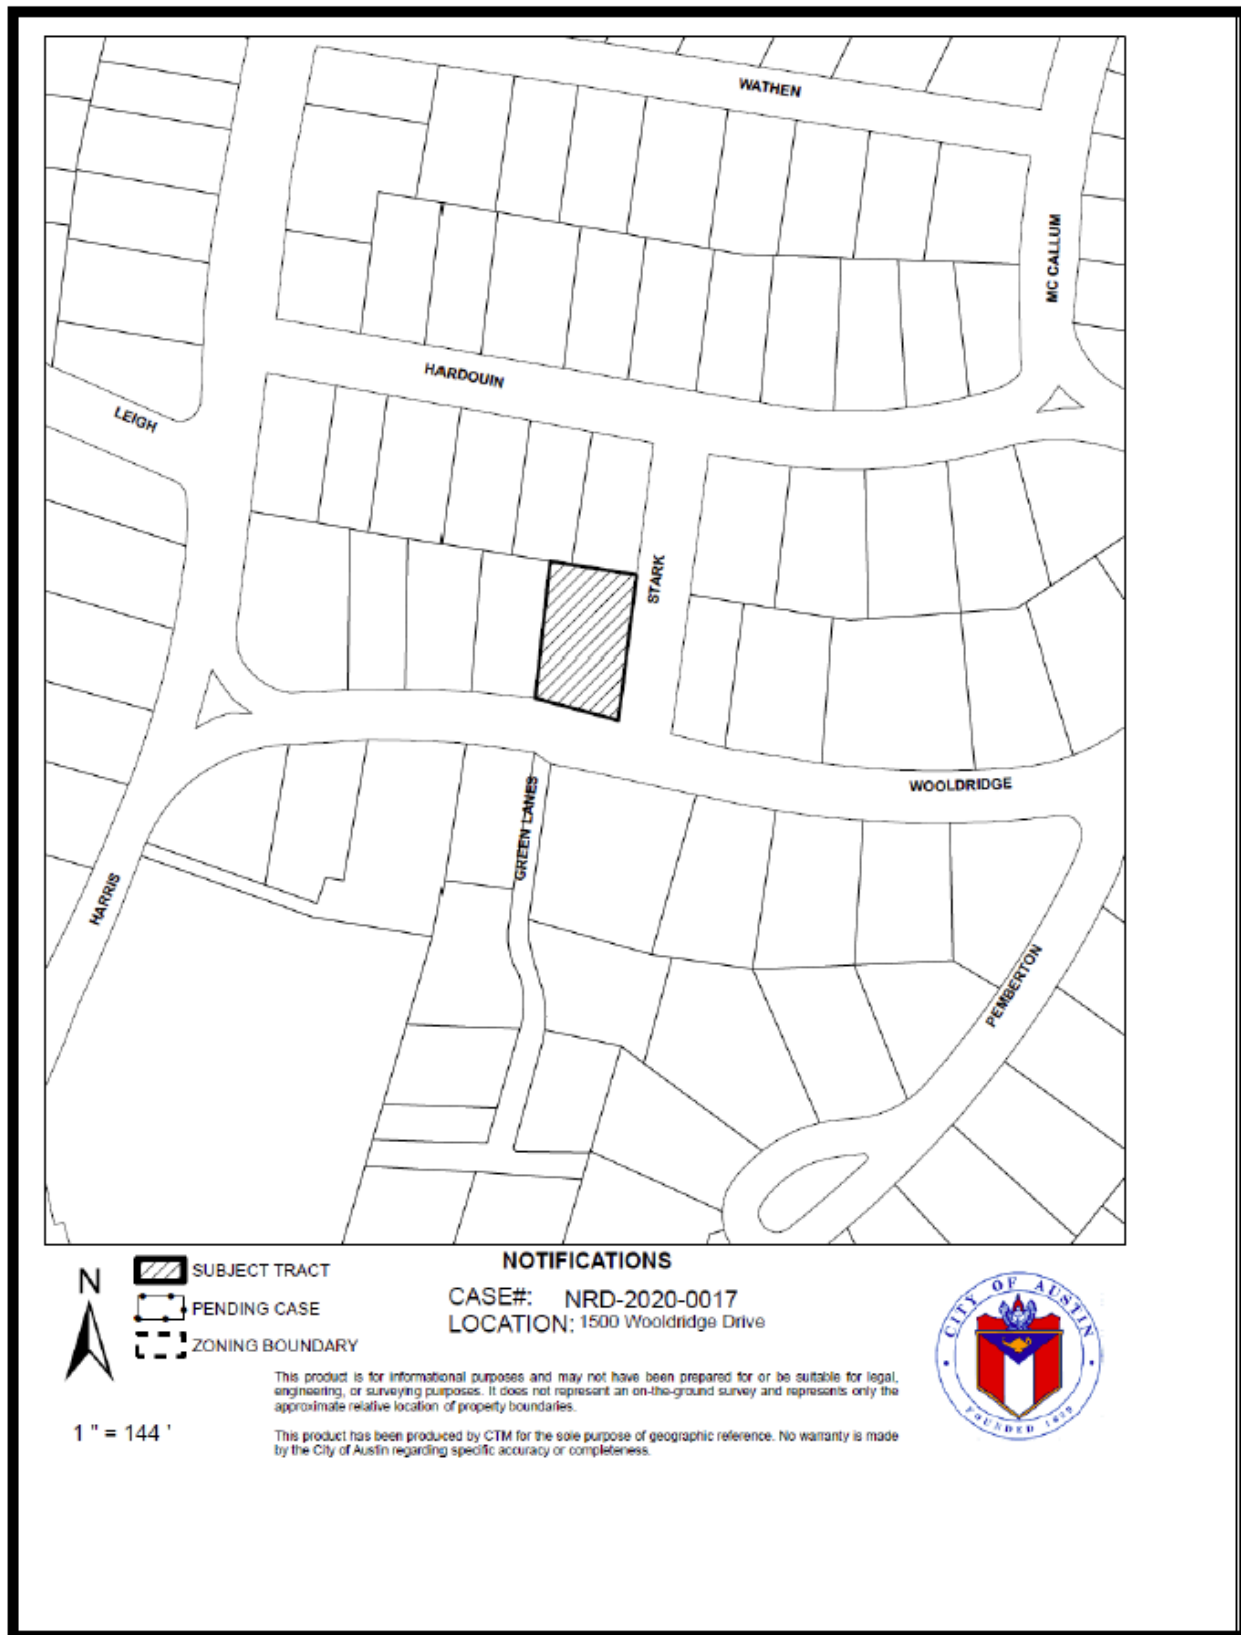 WATHEN
MC CALLUM
HARDOUIN
LEIGH
STARK
WOOLDRIDGE
GREEN LANES
HARRIS
PEMBERTON
NOTIFICATIONS
N
SUBJECT TRACT
PENDING CASE
ZONING BOUNDARY
1 " = 144 '
CASE#: NRD-2020-0017
LOCATION: 1500 Wooldridge Drive
This product is for informational purposes and may not have been prepared for or be suitable for legal,
engineering, or surveying purposes. It does not represent an on-the-ground survey and represents only the
approximate relative location of property boundaries.
This product has been produced by CTM for the sole purpose of geographic reference. No warranty is made
by the City of Austin regarding specific accuracy or completeness.
CITY OF AUSTIN
FOUNDED 1839